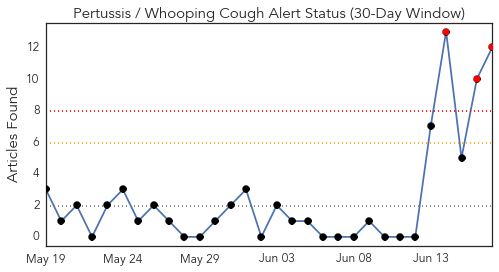 Pertussis / Whooping Cough Alert Status (30-Day Window)
Articles Found
12
10
8
6
4
2
0
May 19 May 24 May 29 Jun 03 Jun 08 Jun 13